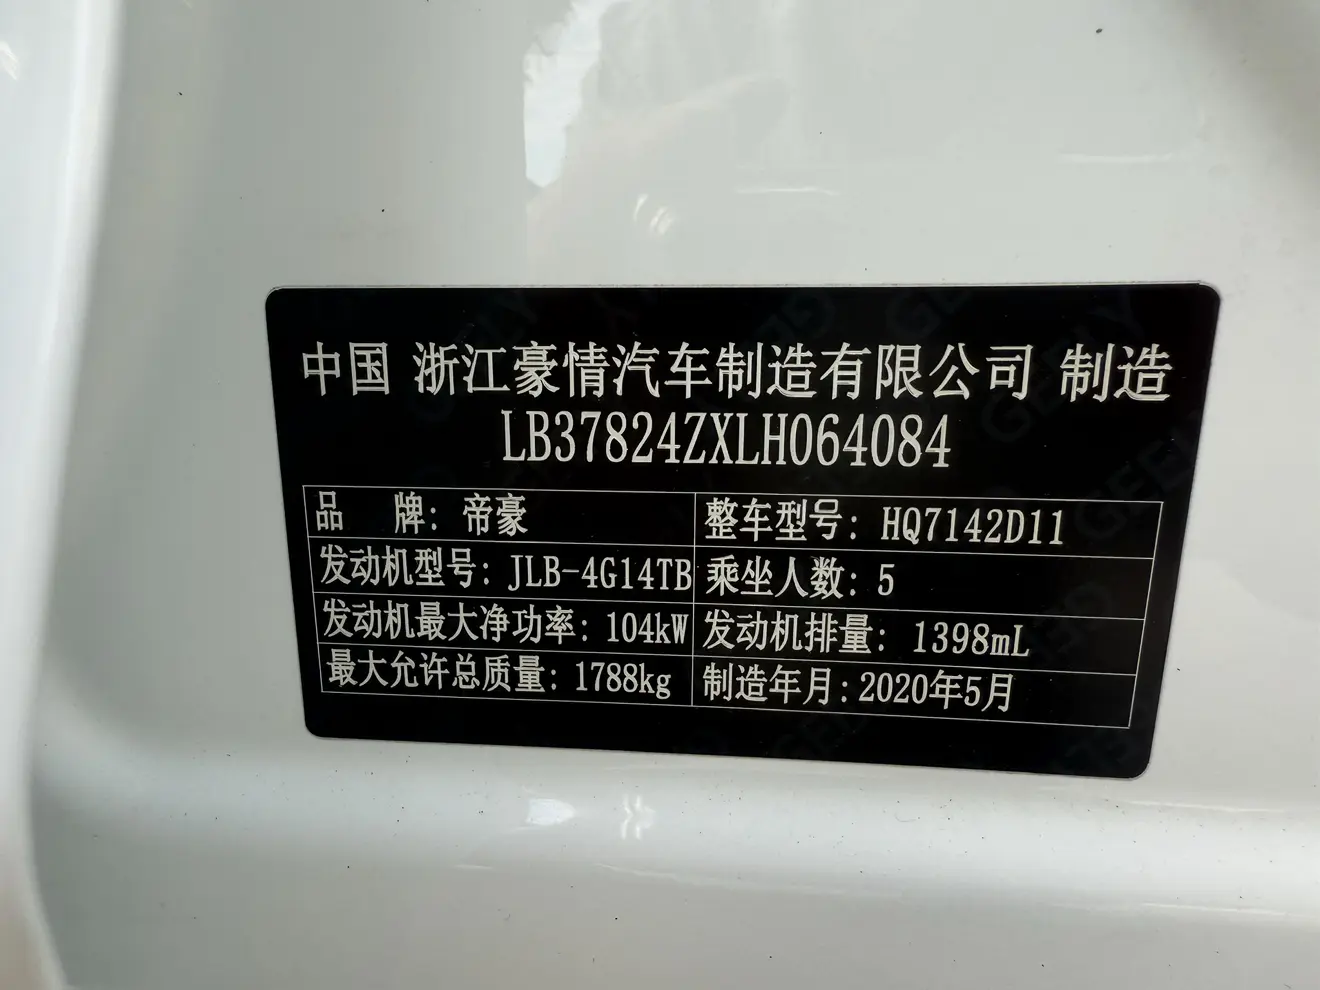 中国 浙江豪情汽车制造有限公司 制造
LB37824ZXLH064084
品 牌: 帝豪 整车型号: HQ7142D11
发动机型号: JLB-4G14TB 乘坐人数: 5
发动机最大净功率: 104kW 发动机排量: 1398mL
最大允许总质量: 1788kg 制造年月: 2020年5月